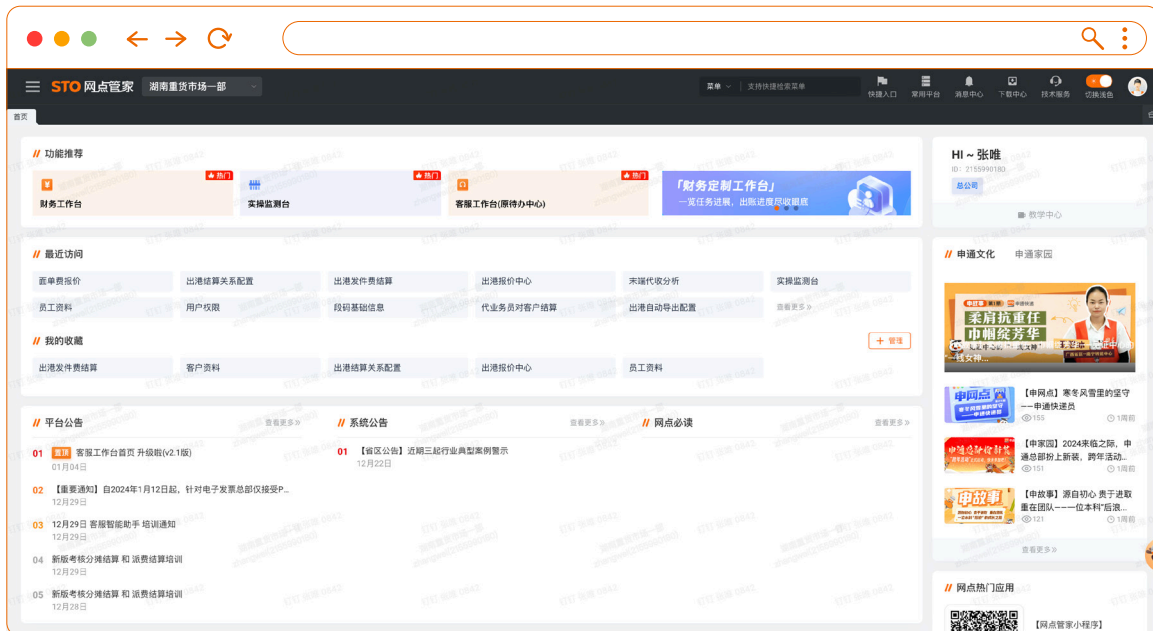 STO 网点管家 湖南重货市场一部
菜单 支持快捷检索菜单
快捷入口 常用平台 消息中心 下载中心 技术服务 切换浅色
首页
// 功能推荐
热门 热门 热门
财务工作台 实操监测台 客服工作台(原待办中心)
「财务定制工作台」
一览任务进展，出账进度尽收眼底
HI ~ 张唯
ID: 2155990180
总公司
教学中心
// 最近访问
面单费报价 出港结算关系配置 出港发件费结算 出港报价中心 末端代收分析 实操监测台
员工资料 用户权限 段码基础信息 代业务员对客户结算 出港自动导出配置 查看更多»
// 我的收藏
+ 管理
出港发件费结算 客户资料 出港结算关系配置 出港报价中心 员工资料
// 平台公告 查看更多»
01 置顶 客服工作台首页 升级啦(v2.1版)
01月04日
02 【重要通知】自2024年1月12日起，针对电子发票总部仅接受P...
12月29日
03 12月29日 客服智能助手 培训通知
12月29日
04 新版考核分摊结算 和 派费结算培训
12月29日
05 新版考核分摊结算 和 派费结算培训
12月28日
// 系统公告 查看更多»
01 【省区公告】近期三起行业典型案例警示
12月22日
// 网点必读 查看更多»
// 申通文化 申通家园
申故事 申通快递
柔肩抗重任
巾帼绽芳华
“一线女神...
申网点
【申网点】寒冬风雪里的坚守
——申通快递员
155 1周前
【申家园】2024来临之际，申
通总部扮上新装，跨年活动...
151 1周前
申故事
【申故事】源自初心 贵于进取
重在团队———一位本科“后浪...
121 1周前
查看更多»
// 网点热门应用
【网点管家小程序】